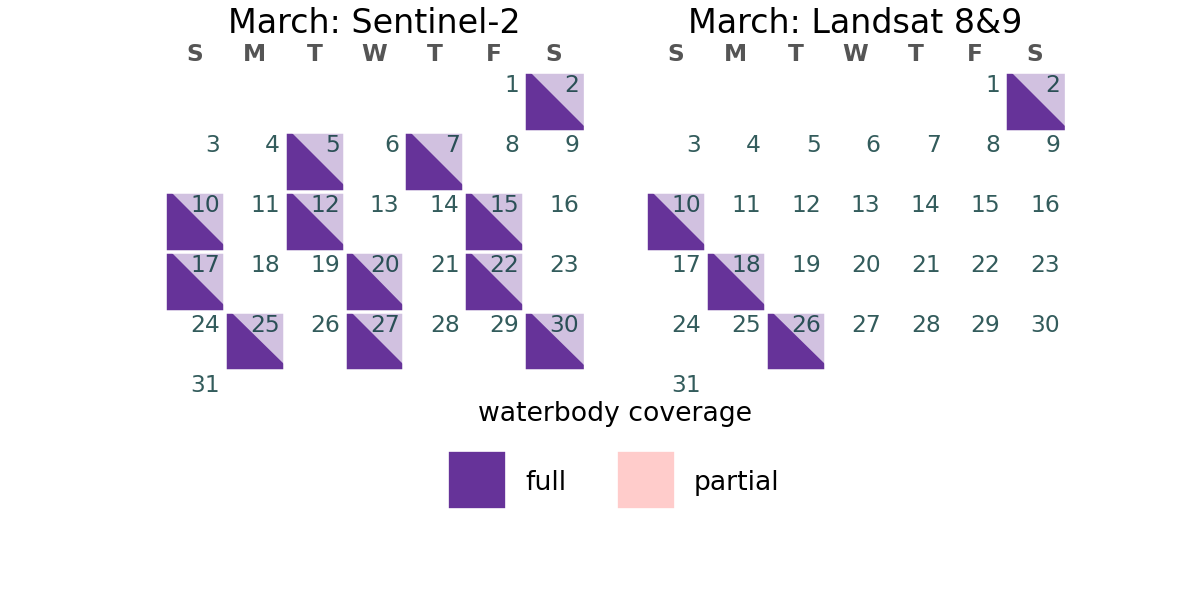 March: Sentinel-2
S M T W T F S
1 2
3 4 5 6 7 8 9
10 11 12 13 14 15 16
17 18 19 20 21 22 23
24 25 26 27 28 29 30
31
March: Landsat 8&9
S M T W T F S
1 2
3 4 5 6 7 8 9
10 11 12 13 14 15 16
17 18 19 20 21 22 23
24 25 26 27 28 29 30
31
waterbody coverage
full
partial